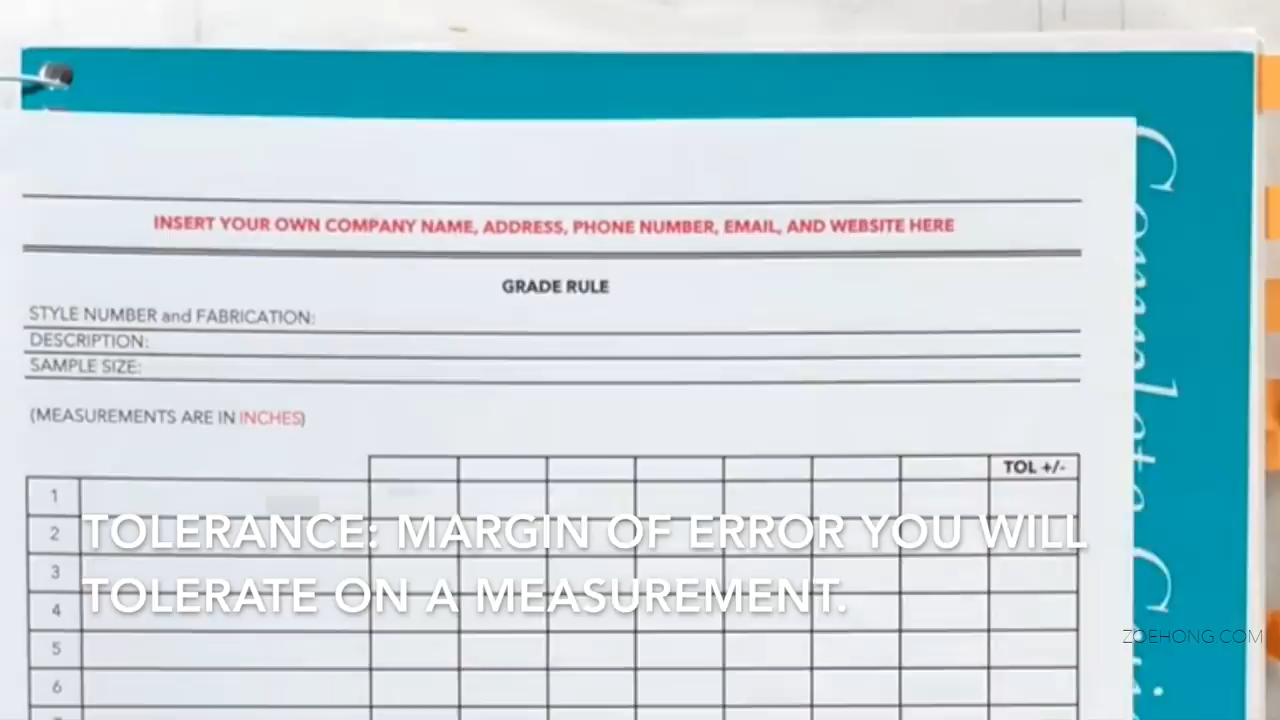 INSERT YOUR OWN COMPANY NAME, ADDRESS, PHONE NUMBER, EMAIL, AND WEBSITE HERE
GRADE RULE
STYLE NUMBER and FABRICATION:
DESCRIPTION:
SAMPLE SIZE:
(MEASUREMENTS ARE IN INCHES)
TOL +/-
1
2
3
4
5
6
TOLERANCE: MARGIN OF ERROR YOU WILL
TOLERATE ON A MEASUREMENT.
Complete
ZOEHONG.COM